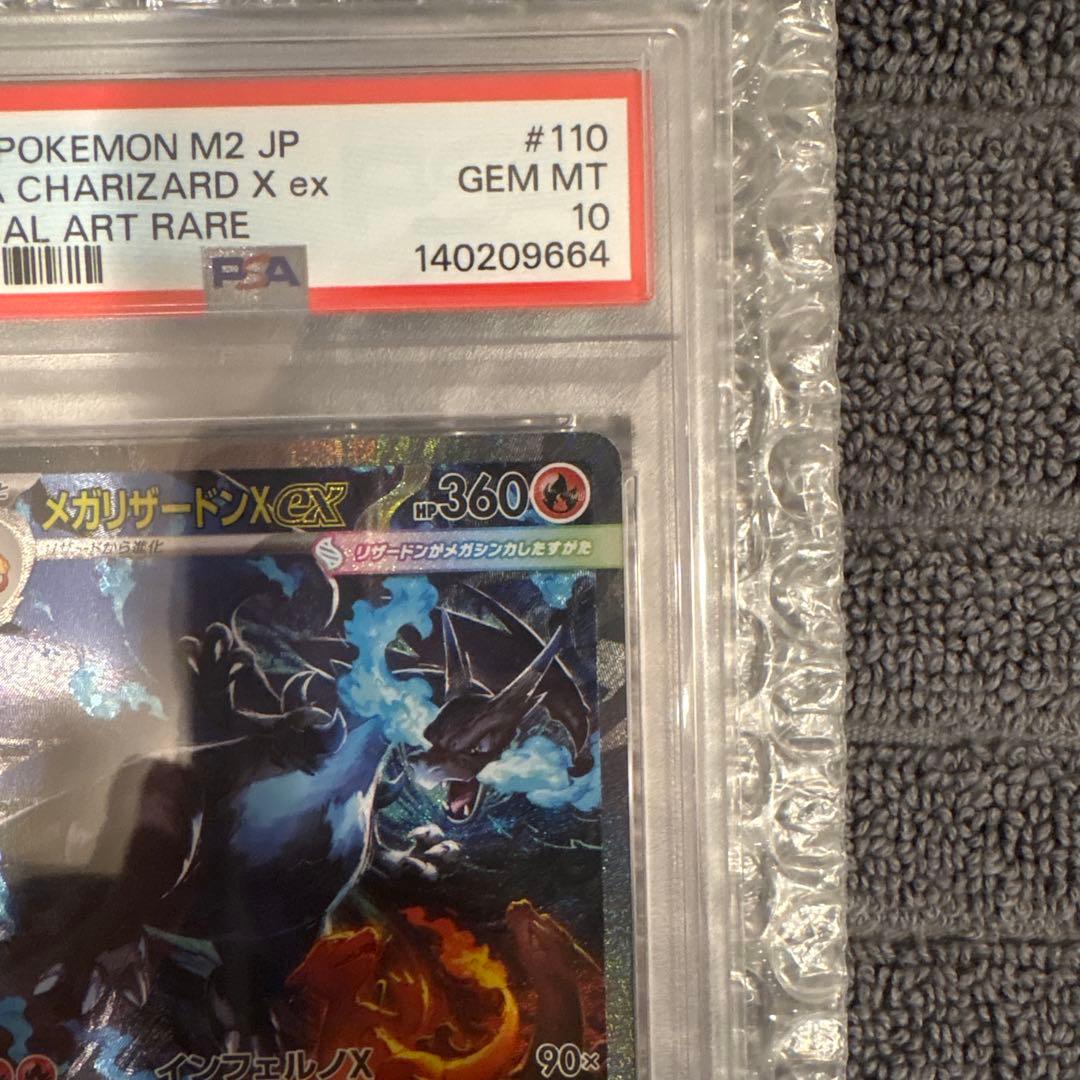 POKEMON M2 JP #110
A CHARIZARD X ex GEM MT
AL ART RARE 10
PSA 140209664
メガリザードンXex HP360
リザードから進化 リザードンがメガシンカしたすがた
インフェルノX 90×